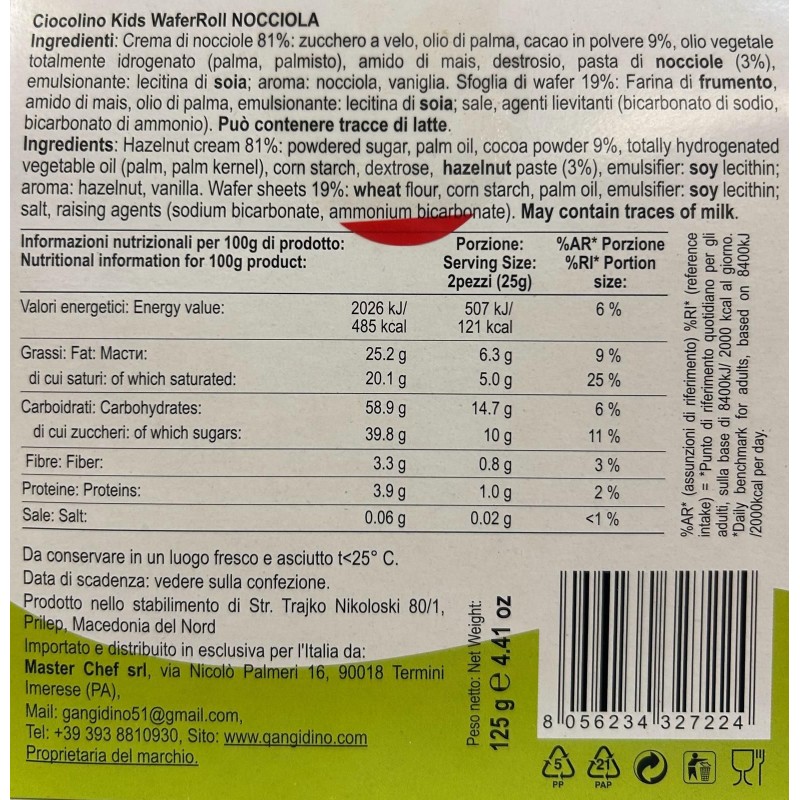 Ciocolino Kids WaferRoll NOCCIOLA
Ingredienti: Crema di nocciole 81%: zucchero a velo, olio di palma, cacao in polvere 9%, olio vegetale
totalmente idrogenato (palma, palmisto), amido di mais, destrosio, pasta di nocciole (3%),
emulsionante: lecitina di soia; aroma: nocciola, vaniglia. Sfoglia di wafer 19%: Farina di frumento,
amido di mais, olio di palma, emulsionante: lecitina di soia; sale, agenti lievitanti (bicarbonato di sodio,
bicarbonato di ammonio). Può contenere tracce di latte.
Ingredients: Hazelnut cream 81%: powdered sugar, palm oil, cocoa powder 9%, totally hydrogenated
vegetable oil (palm, palm kernel), corn starch, dextrose, hazelnut paste (3%), emulsifier: soy lecithin;
aroma: hazelnut, vanilla. Wafer sheets 19%: wheat flour, corn starch, palm oil, emulsifier: soy lecithin;
salt, raising agents (sodium bicarbonate, ammonium bicarbonate). May contain traces of milk.
Informazioni nutrizionali per 100g di prodotto: Porzione: %AR* Porzione
Nutritional information for 100g product: Serving Size: %RI* Portion
2pezzi (25g) size:
Valori energetici: Energy value: 2026 kJ/ 507 kJ/ 6 %
485 kcal 121 kcal
Grassi: Fat: Масти: 25.2 g 6.3 g 9 %
di cui saturi: of which saturated: 20.1 g 5.0 g 25 %
Carboidrati: Carbohydrates: 58.9 g 14.7 g 6 %
di cui zuccheri: of which sugars: 39.8 g 10 g 11 %
Fibre: Fiber: 3.3 g 0.8 g 3 %
Proteine: Proteins: 3.9 g 1.0 g 2 %
Sale: Salt: 0.06 g 0.02 g <1 %
%AR* (assunzioni di riferimento) %RI* (reference
intake) = *Punto di riferimento quotidiano per gli
adulti, sulla base di 8400kJ/ 2000 kcal al giorno.
*Daily benchmark for adults, based on 8400kJ
/2000kcal per day.
Da conservare in un luogo fresco e asciutto t<25° C.
Data di scadenza: vedere sulla confezione.
Prodotto nello stabilimento di Str. Trajko Nikoloski 80/1,
Prilep, Macedonia del Nord
Importato e distribuito in esclusiva per l'Italia da:
Master Chef srl, via Nicolò Palmeri 16, 90018 Termini
Imerese (PA),
Mail: gangidino51@gmail.com,
Tel: +39 393 8810930, Sito: www.gangidino.com
Proprietaria del marchio.
Peso netto: Net Weight:
125 g e 4.41 oz
8 056234 327224
5
PP
21
PAP